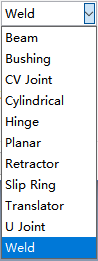 Weld
Beam
Bushing
CV Joint
Cylindrical
Hinge
Planar
Retractor
Slip Ring
Translator
U Joint
Weld